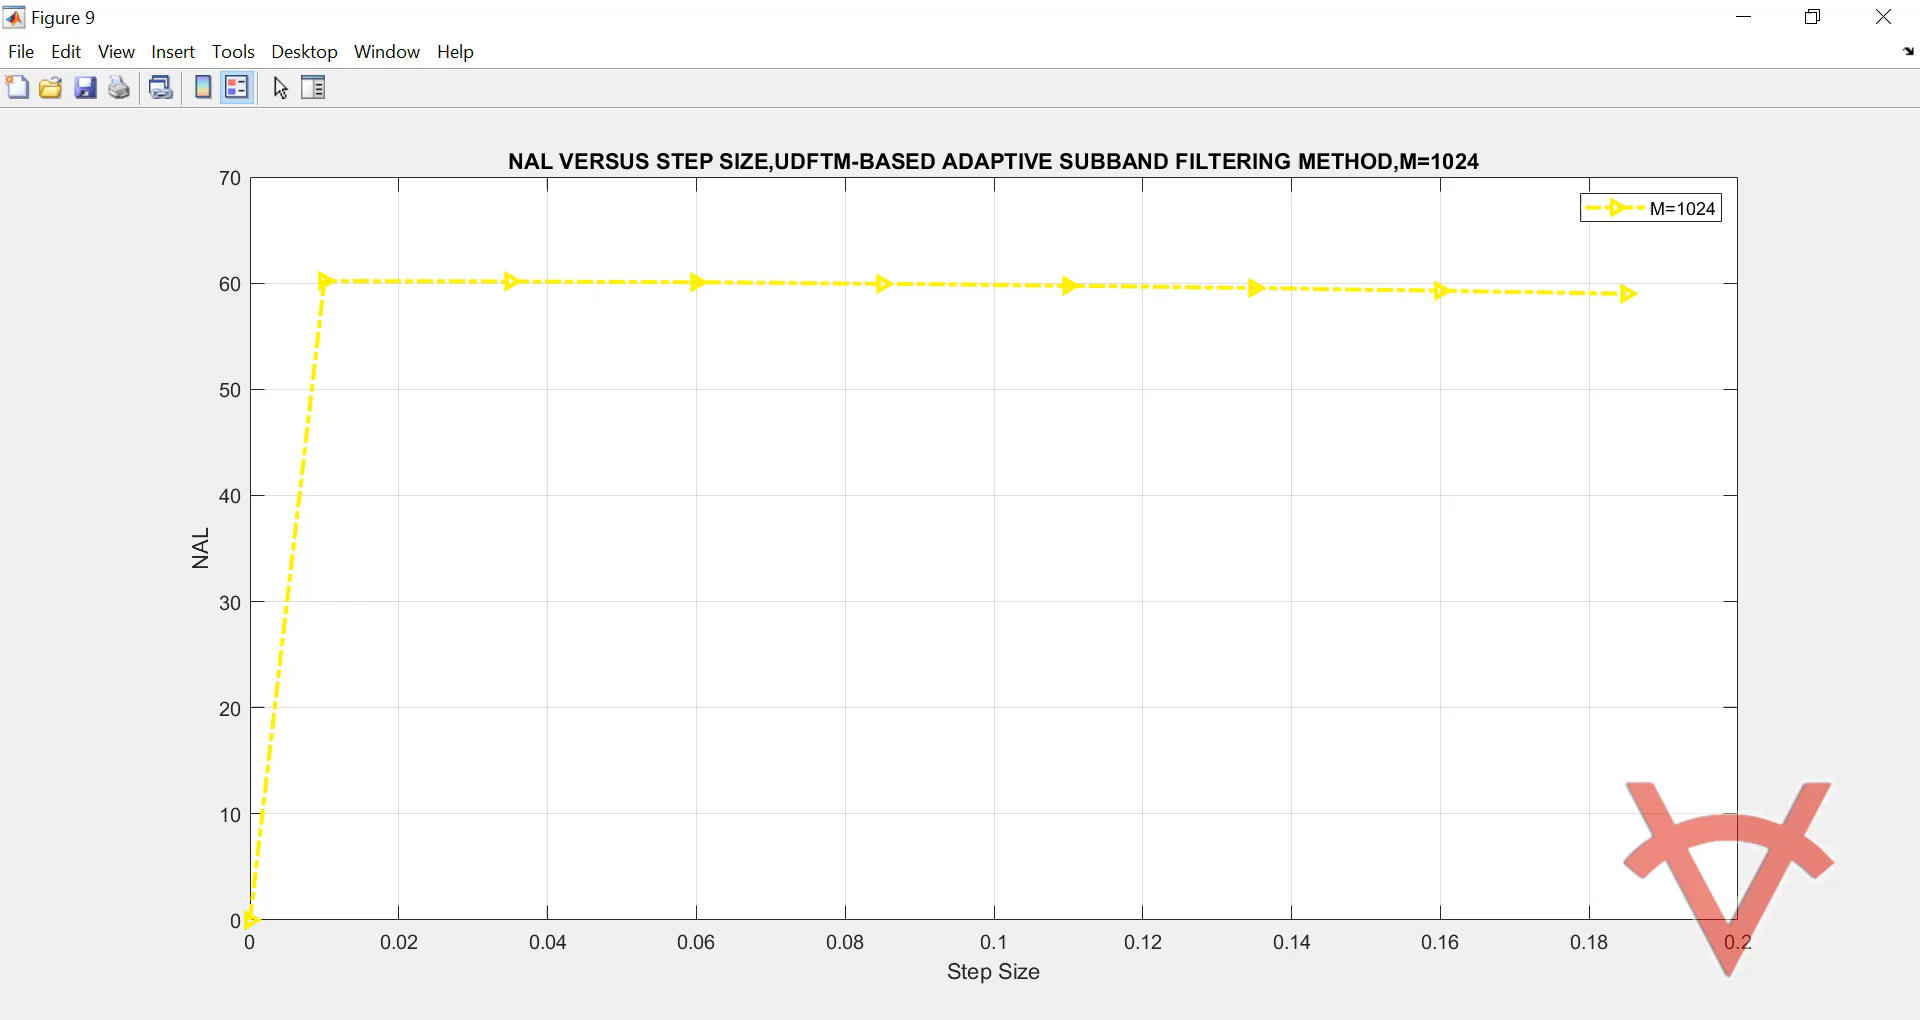 Figure 9
File Edit View Insert Tools Desktop Window Help
NAL VERSUS STEP SIZE,UDFTM-BASED ADAPTIVE SUBBAND FILTERING METHOD,M=1024
M=1024
70
60
50
40
30
20
10
0
NAL
0 0.02 0.04 0.06 0.08 0.1 0.12 0.14 0.16 0.18 0.2
Step Size